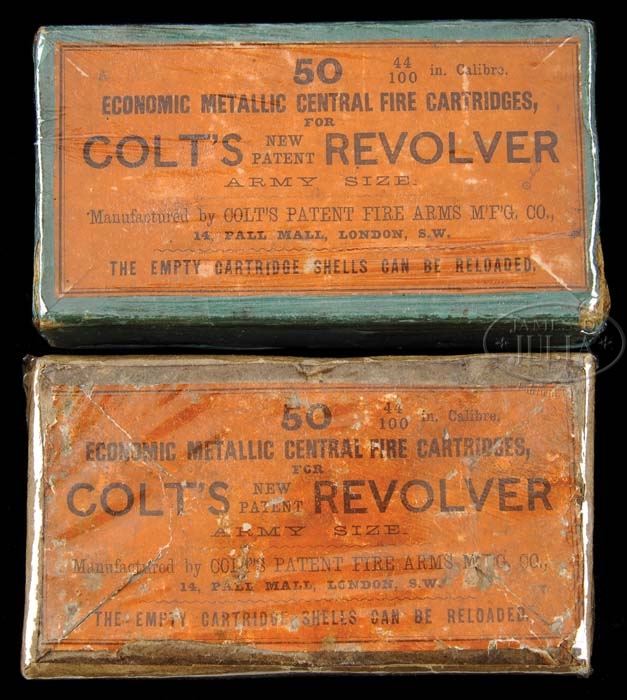 A 50 44/100 in. Calibre.
ECONOMIC METALLIC CENTRAL FIRE CARTRIDGES,
FOR
COLT'S NEW PATENT REVOLVER
ARMY SIZE.
Manufactured by COLT'S PATENT FIRE ARMS M'F'G. CO.,
14, PALL MALL, LONDON, S.W.
THE EMPTY CARTRIDGE SHELLS CAN BE RELOADED.
JAMES D.
JULIA
50 44/100 in. Calibre.
ECONOMIC METALLIC CENTRAL FIRE CARTRIDGES,
FOR
COLT'S NEW PATENT REVOLVER
ARMY SIZE.
Manufactured by COLT'S PATENT FIRE ARMS M'F'G. CO.,
14, PALL MALL, LONDON, S.W.
THE EMPTY CARTRIDGE SHELLS CAN BE RELOADED.